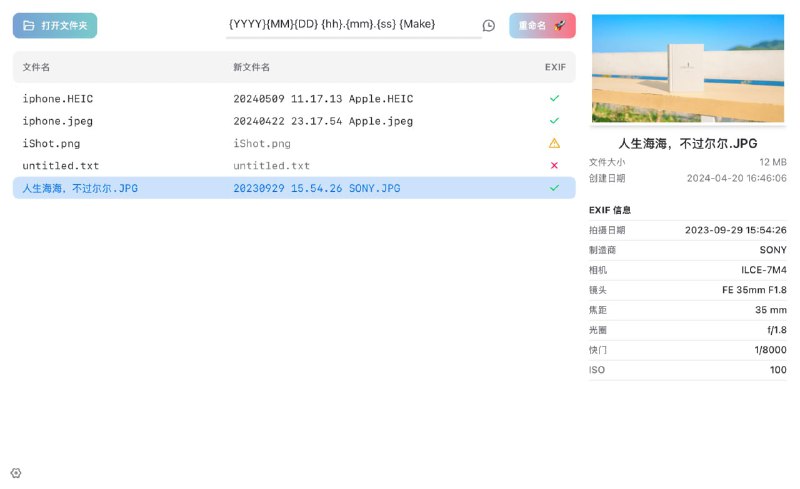 打开文件夹
{YYYY}{MM}{DD} {hh}.{mm}.{ss} {Make}
重命名
文件名 新文件名 EXIF
iphone.HEIC 20240509 11.17.13 Apple.HEIC
iphone.jpeg 20240422 23.17.54 Apple.jpeg
iShot.png iShot.png
untitled.txt untitled.txt
人生海海，不过尔尔.JPG 20230929 15.54.26 SONY.JPG
人生海海，不过尔尔.JPG
文件大小 12 MB
创建日期 2024-04-20 16:46:06
EXIF 信息
拍摄日期 2023-09-29 15:54:26
制造商 SONY
相机 ILCE-7M4
镜头 FE 35mm F1.8
焦距 35 mm
光圈 f/1.8
快门 1/8000
ISO 100